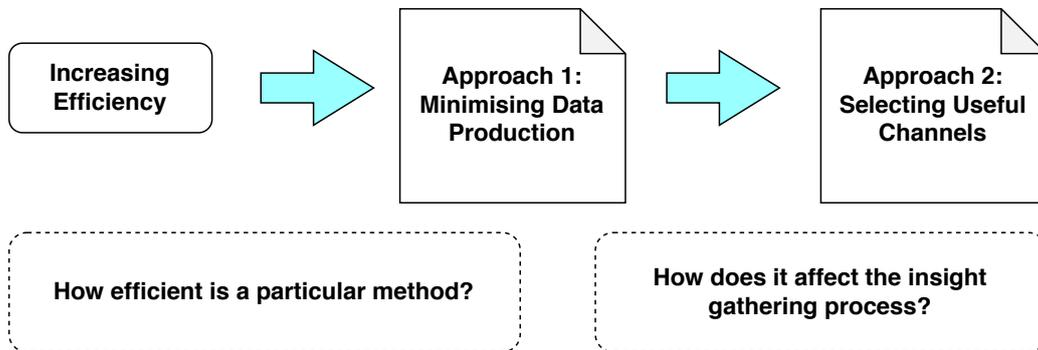 Increasing
Efficiency
Approach 1:
Minimising Data
Production
Approach 2:
Selecting Useful
Channels
How efficient is a particular method?
How does it affect the insight
gathering process?